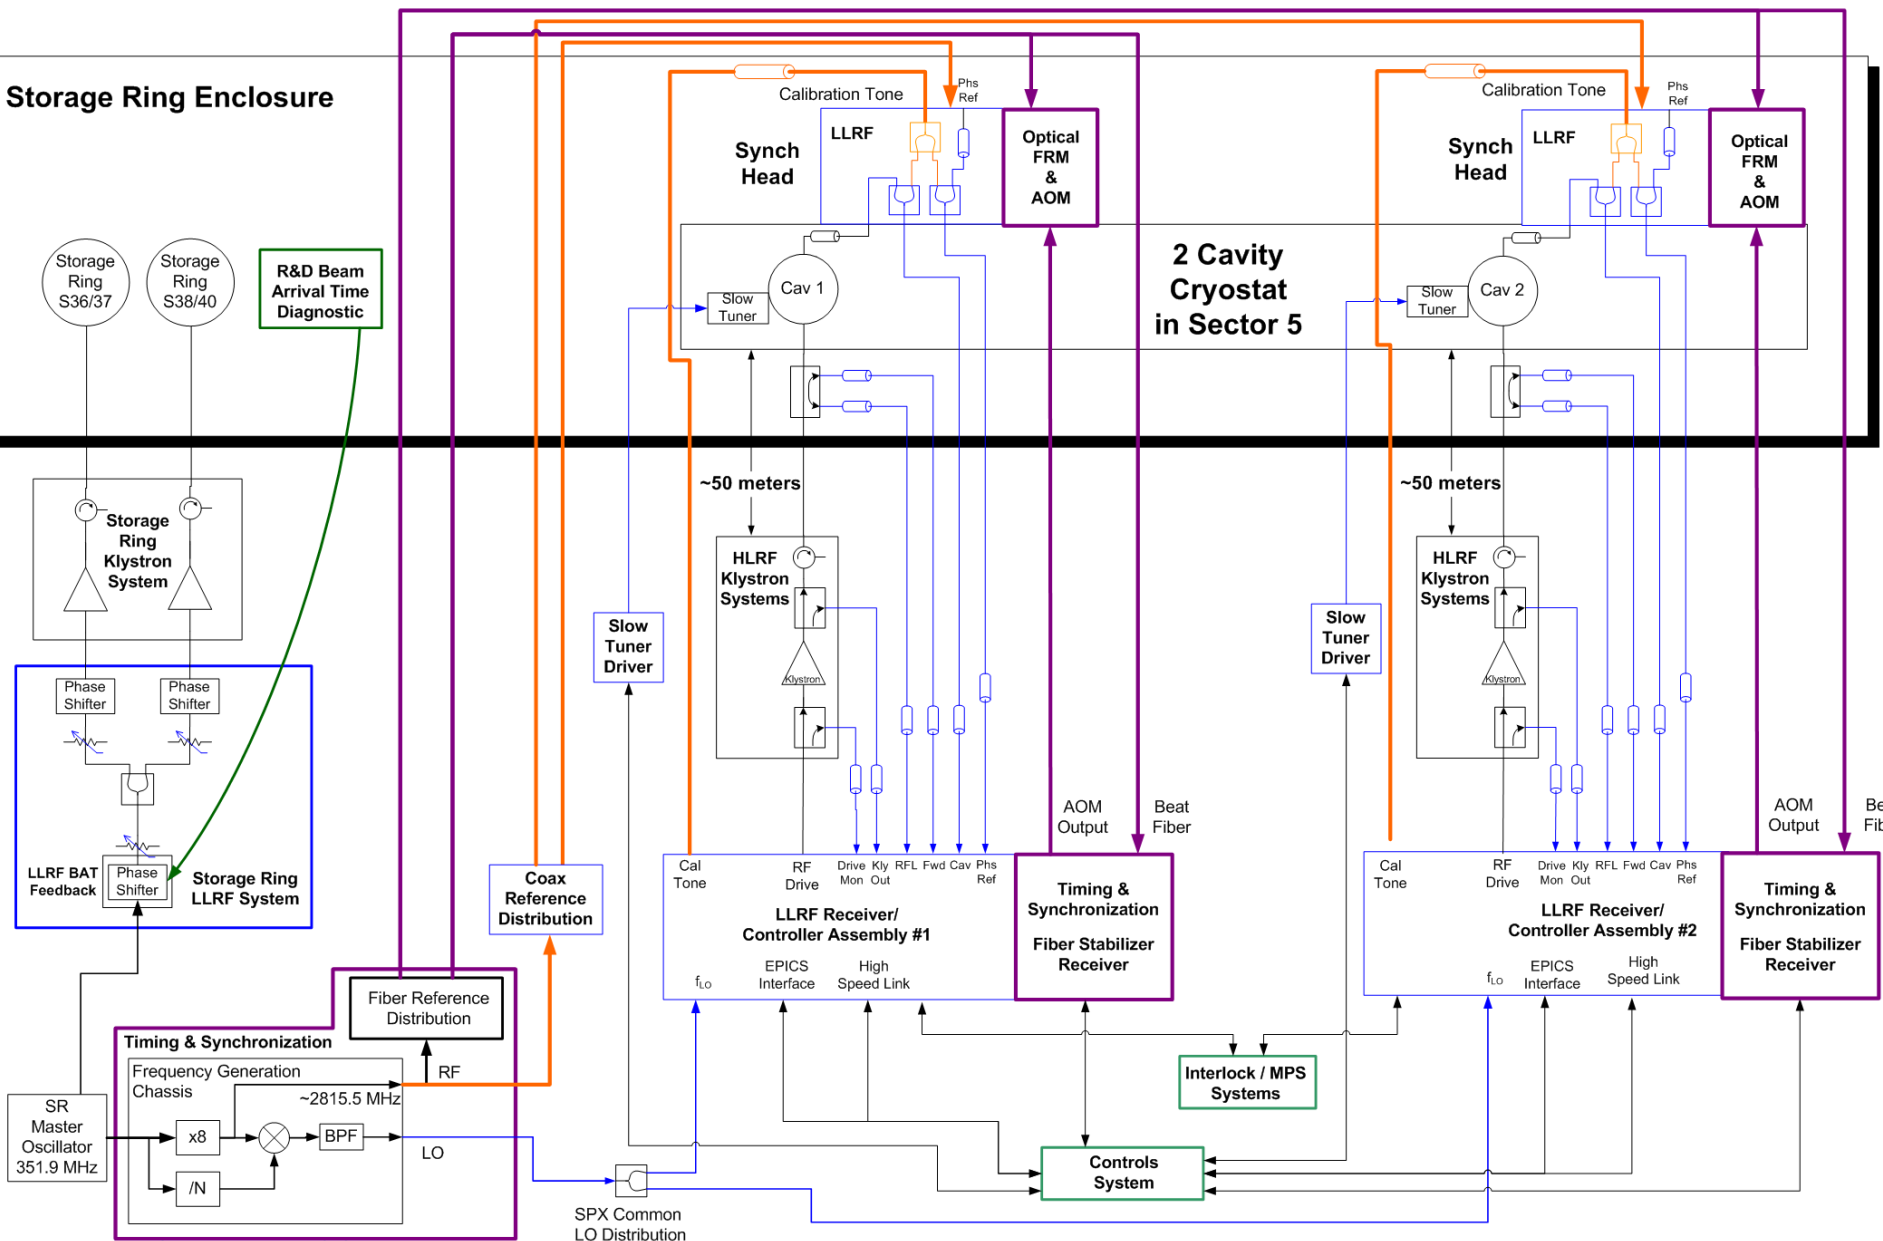 Storage Ring Enclosure
Calibration Tone
Phs
Ref
LLRF
Synch
Head
Optical
FRM
&
AOM
Calibration Tone
Phs
Ref
LLRF
Synch
Head
Optical
FRM
&
AOM
Storage
Ring
S36/37
Storage
Ring
S38/40
R&D Beam
Arrival Time
Diagnostic
Slow
Tuner
Cav 1
2 Cavity
Cryostat
in Sector 5
Slow
Tuner
Cav 2
~50 meters
~50 meters
Storage
Ring
Klystron
System
HLRF
Klystron
Systems
Klystron
HLRF
Klystron
Systems
Klystron
Slow
Tuner
Driver
Slow
Tuner
Driver
Phase
Shifter
Phase
Shifter
LLRF BAT
Feedback
Phase
Shifter
Storage Ring
LLRF System
Coax
Reference
Distribution
AOM
Output
Beat
Fiber
AOM
Output
Be
Fib
Cal
Tone
RF
Drive
Drive
Mon
Kly
Out
RFL
Fwd
Cav
Phs
Ref
LLRF Receiver/
Controller Assembly #1
fLO
EPICS
Interface
High
Speed Link
Timing &
Synchronization
Fiber Stabilizer
Receiver
Cal
Tone
RF
Drive
Drive
Mon
Kly
Out
RFL
Fwd
Cav
Phs
Ref
LLRF Receiver/
Controller Assembly #2
fLO
EPICS
Interface
High
Speed Link
Timing &
Synchronization
Fiber Stabilizer
Receiver
Fiber Reference
Distribution
Timing & Synchronization
Frequency Generation
Chassis
RF
~2815.5 MHz
SR
Master
Oscillator
351.9 MHz
x8
BPF
LO
/N
SPX Common
LO Distribution
Interlock / MPS
Systems
Controls
System